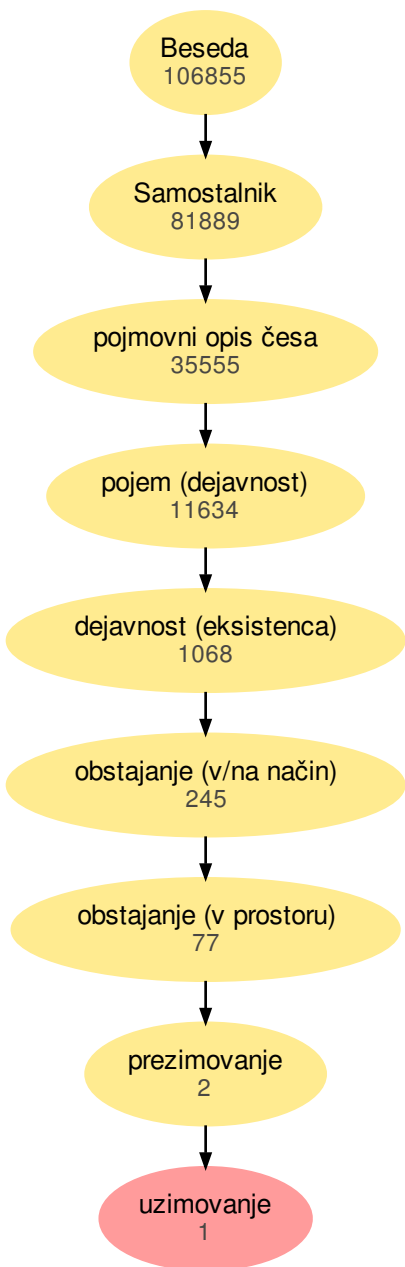 Beseda
106855
Samostalnik
81889
pojmovni opis česa
35555
pojem (dejavnost)
11634
dejavnost (eksistenca)
1068
obstajanje (v/na način)
245
obstajanje (v prostoru)
77
prezimovanje
2
uzimovanje
1